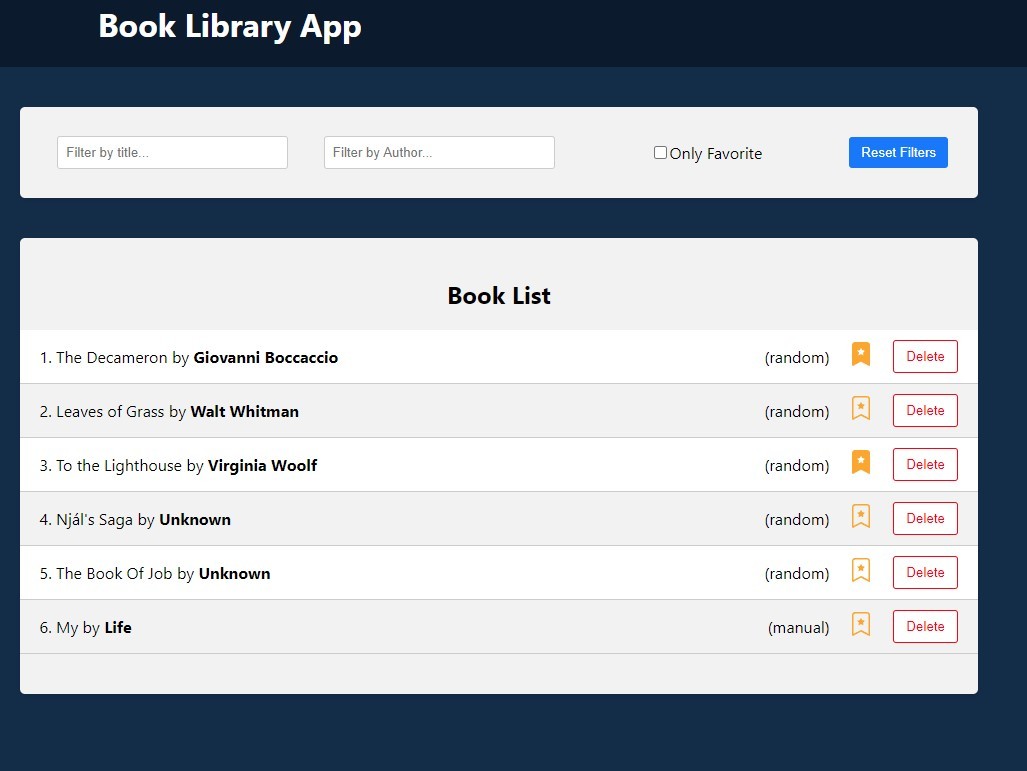 Book Library App
Filter by title... Filter by Author... Only Favorite Reset Filters
Book List
1. The Decameron by Giovanni Boccaccio (random) Delete
2. Leaves of Grass by Walt Whitman (random) Delete
3. To the Lighthouse by Virginia Woolf (random) Delete
4. Njál's Saga by Unknown (random) Delete
5. The Book Of Job by Unknown (random) Delete
6. My by Life (manual) Delete